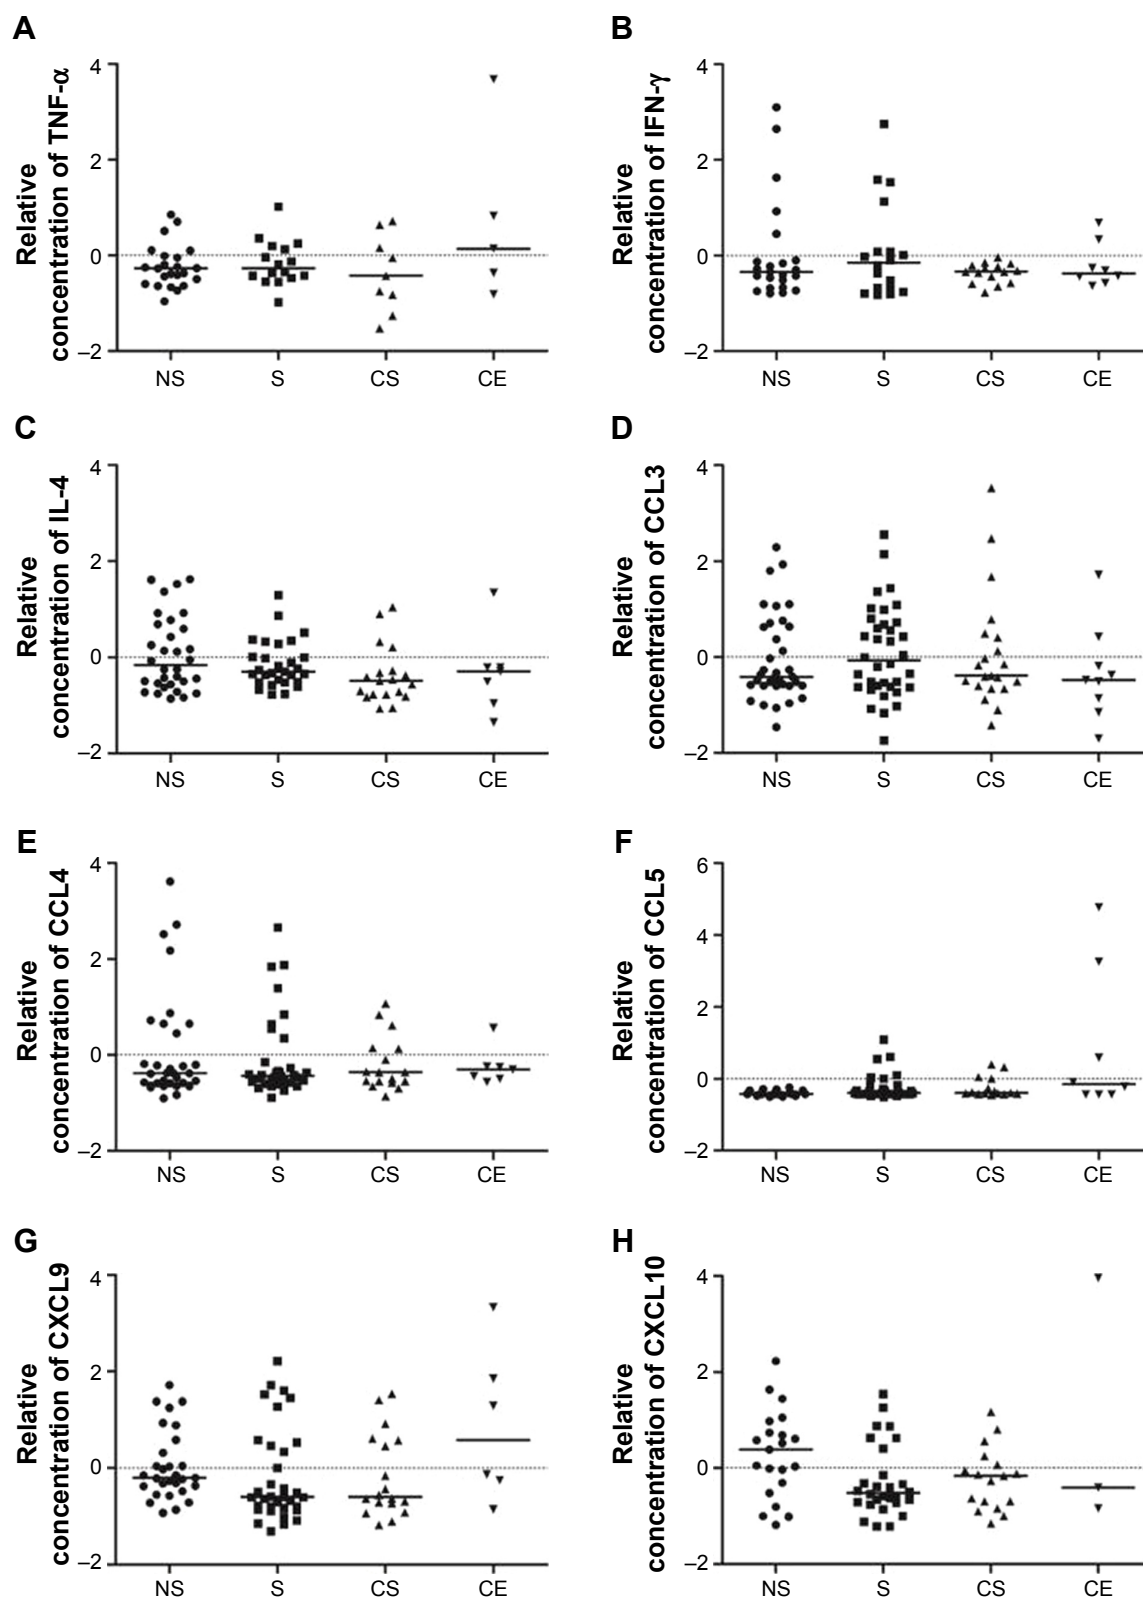 A
Relative
concentration of TNF-α
4
2
0
–2
NS S CS CE
B
Relative
concentration of IFN-γ
4
2
0
–2
NS S CS CE
C
Relative
concentration of IL-4
4
2
0
–2
NS S CS CE
D
Relative
concentration of CCL3
4
2
0
–2
NS S CS CE
E
Relative
concentration of CCL4
4
2
0
–2
NS S CS CE
F
Relative
concentration of CCL5
6
4
2
0
–2
NS S CS CE
G
Relative
concentration of CXCL9
4
2
0
–2
NS S CS CE
H
Relative
concentration of CXCL10
4
2
0
–2
NS S CS CE